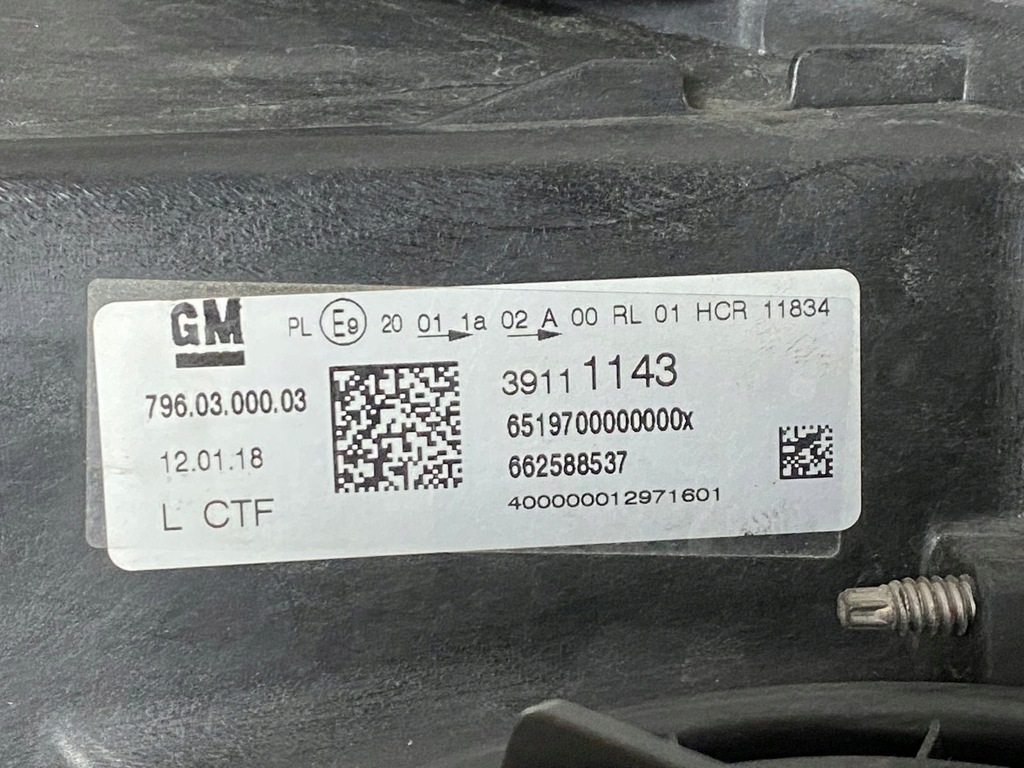 GM
PL E9 20 01 1a 02 A 00 RL 01 HCR 11834
796.03.000.03
12.01.18
L CTF
39111143
6519700000000x
662588537
400000012971601